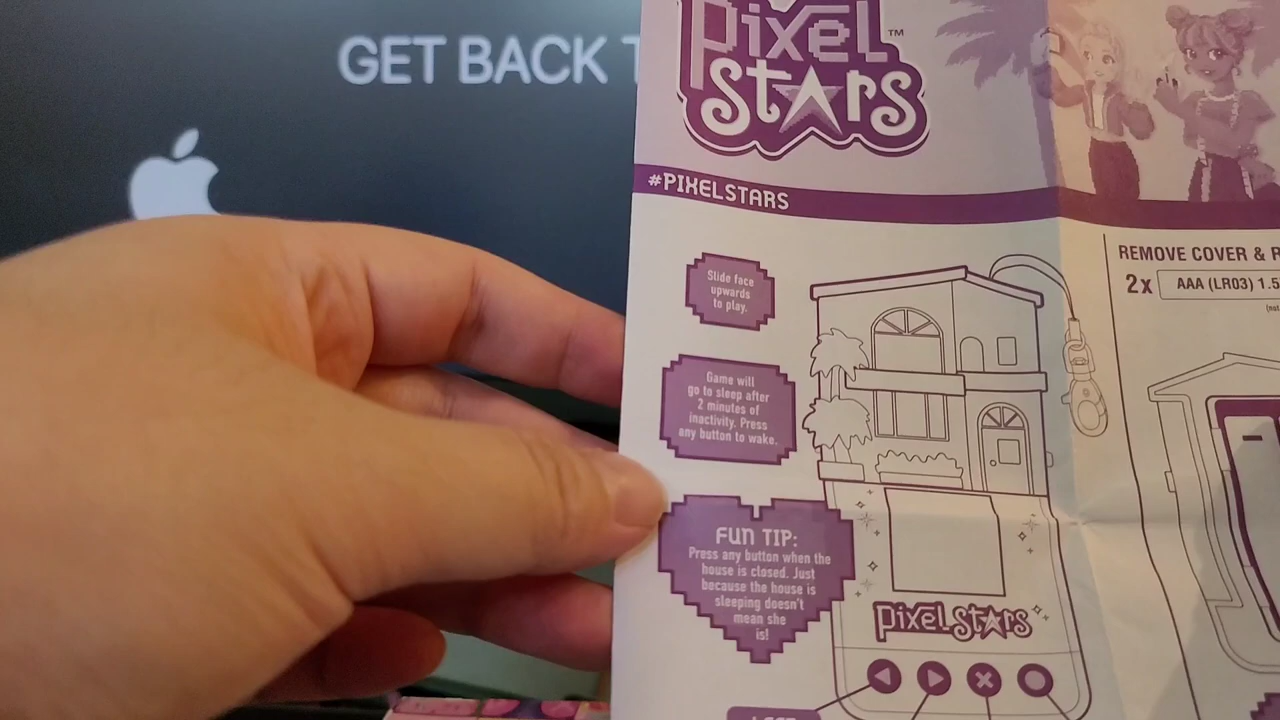 GET BACK
Pixel
Stars
™
#PIXELSTARS
Slide face
upwards
to play.
Game will
go to sleep after
2 minutes of
inactivity. Press
any button to wake.
FUN TIP:
Press any button when the
house is closed. Just
because the house is
sleeping doesn't
mean she
is!
Pixel Stars
REMOVE COVER &
2x
AAA (LR03) 1.5